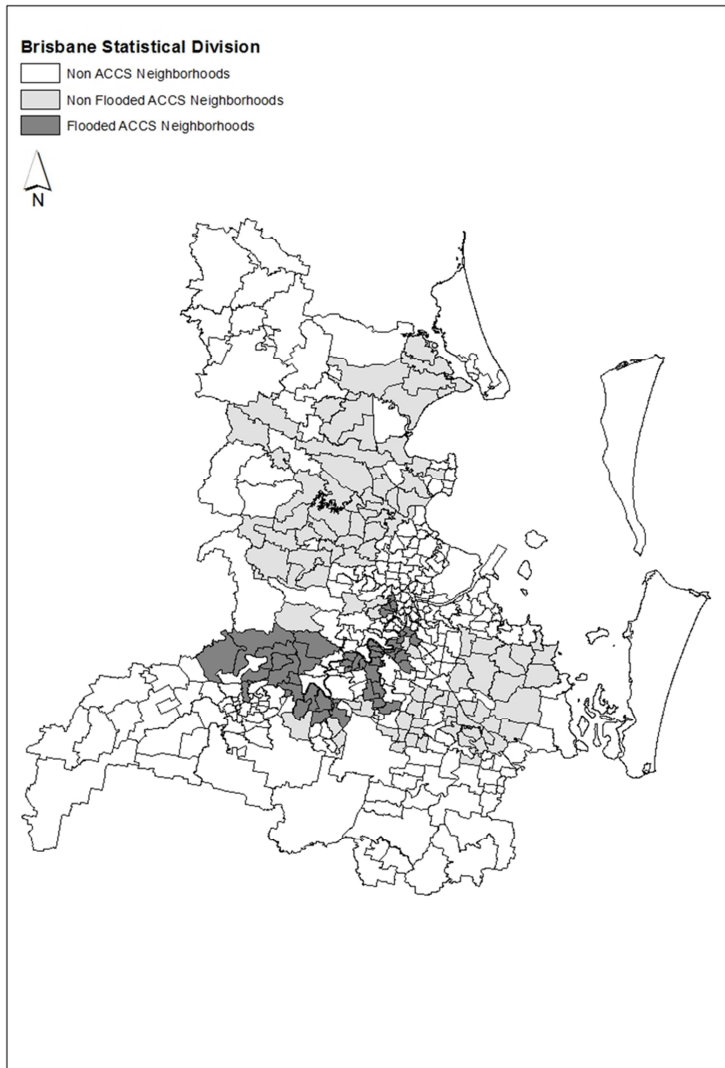 Brisbane Statistical Division
Non ACCS Neighborhoods
Non Flooded ACCS Neighborhoods
Flooded ACCS Neighborhoods
N